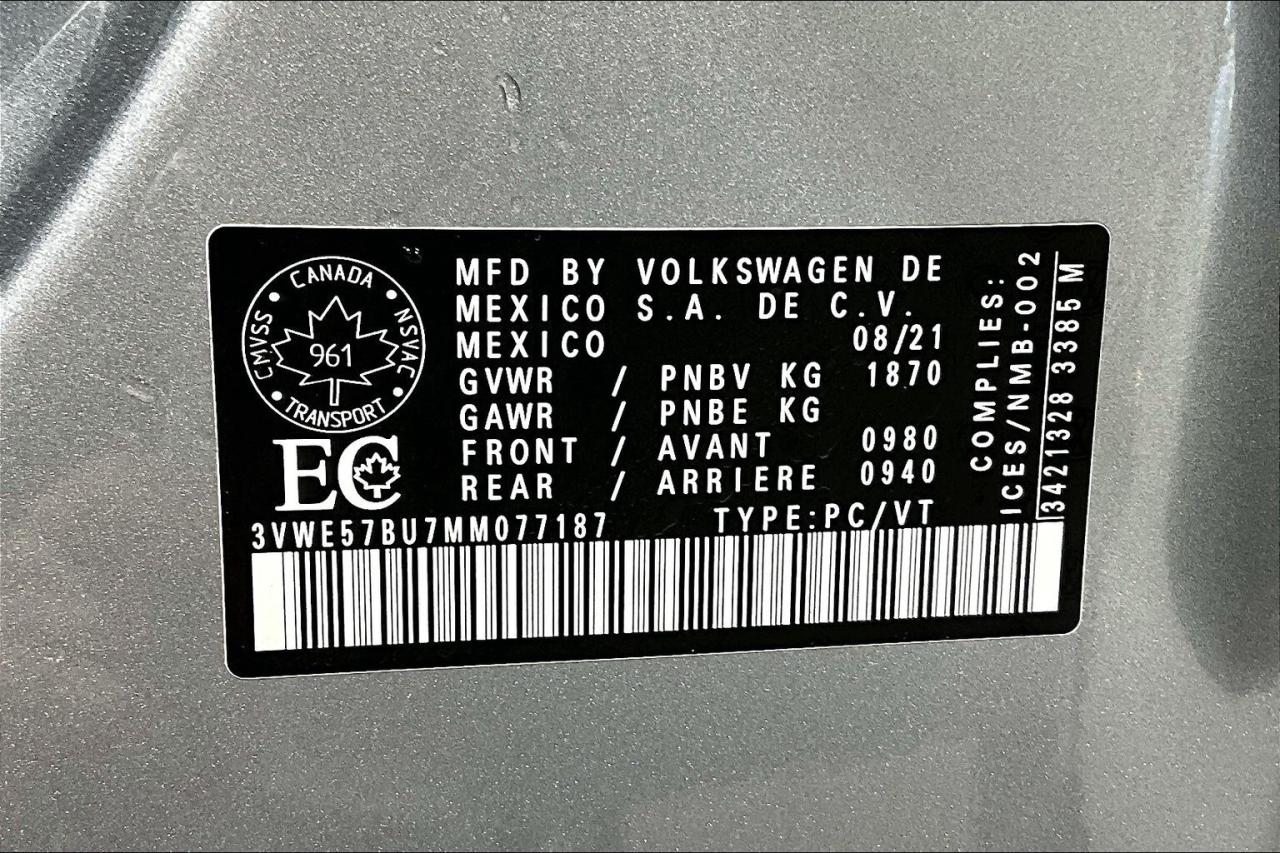 CANADA
CMVSS
NSVAC
961
TRANSPORT
EC
MFD BY VOLKSWAGEN DE
MEXICO S.A. DE C.V.
MEXICO 08/21
GVWR / PNBV KG 1870
GAWR / PNBE KG
FRONT / AVANT 0980
REAR / ARRIERE 0940
3VWE57BU7MM077187 TYPE:PC/VT
COMPLIES:
ICES/NMB-002
3421328 3385 M